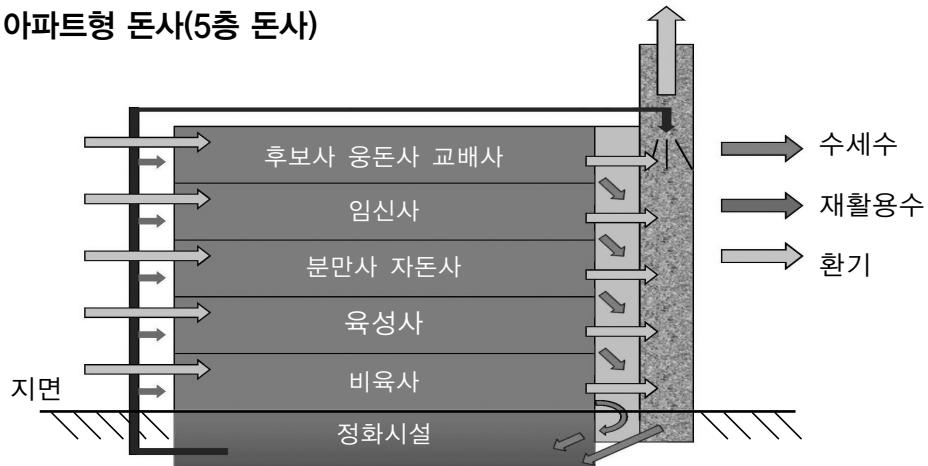 아파트형 돈사(5층 돈사)
후보사 웅돈사 교배사
임신사
분만사 자돈사
육성사
비육사
정화시설
지면
수세수
재활용수
환기